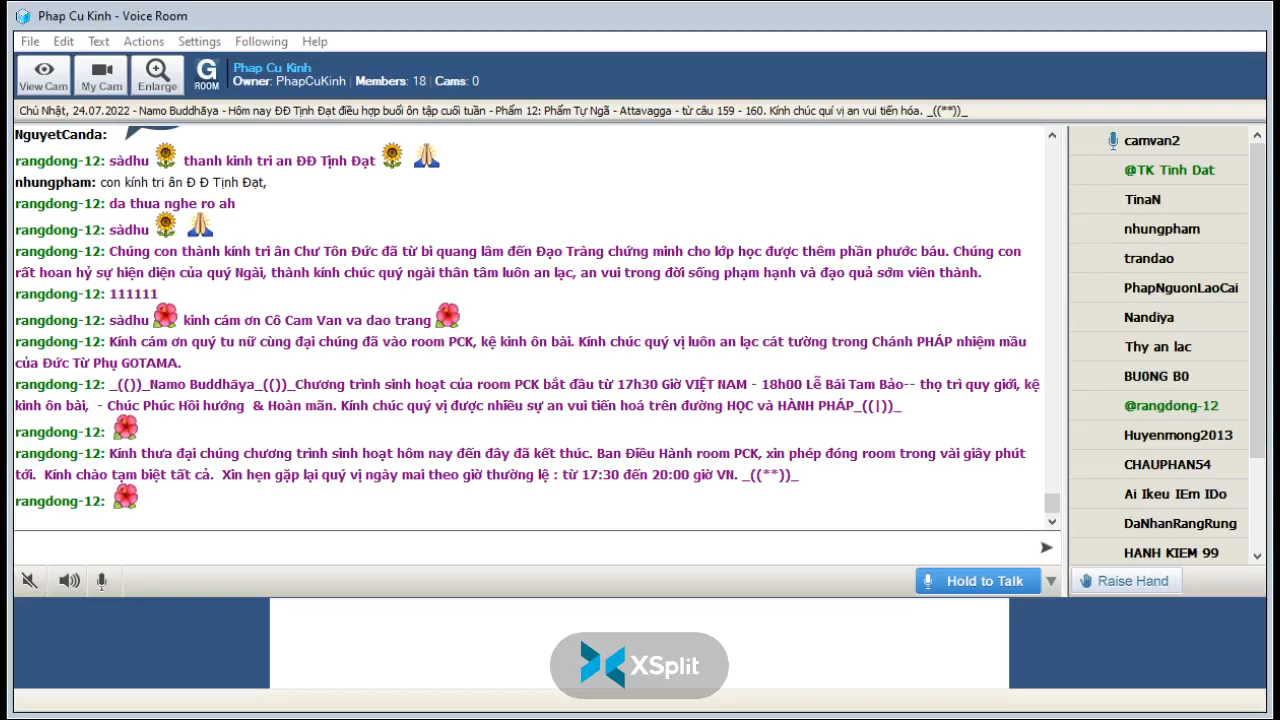 Phap Cu Kinh - Voice Room
File Edit Text Actions Settings Following Help
View Cam My Cam Enlarge G ROOM
Phap Cu Kinh
Owner: PhapCuKinh | Members: 18 | Cams: 0
Chủ Nhật, 24.07.2022 - Namo Buddhāya - Hôm nay ĐĐ Tịnh Đạt điều hợp buổi ôn tập cuối tuần - Phẩm 12: Phẩm Tự Ngã - Attavagga - từ câu 159 - 160. Kính chúc quí vị an vui tiến hóa. _((**))_
NguyetCanda:
rangdong-12: sàdhu thanh kinh tri an ĐĐ Tịnh Đạt
nhungpham: con kính tri ân Đ Đ Tịnh Đạt,
rangdong-12: da thua nghe ro ah
rangdong-12: sàdhu
rangdong-12: Chúng con thành kính tri ân Chư Tôn Đức đã từ bi quang lâm đến Đạo Tràng chứng minh cho lớp học được thêm phần phước báu. Chúng con
rất hoan hỷ sự hiện diện của quý Ngài, thành kính chúc quý ngài thân tâm luôn an lạc, an vui trong đời sống phạm hạnh và đạo quả sớm viên thành.
rangdong-12: 111111
rangdong-12: sàdhu kinh cám ơn Cô Cam Van va dao trang
rangdong-12: Kính cám ơn quý tu nữ cùng đại chúng đã vào room PCK, kệ kinh ôn bài. Kính chúc quý vị luôn an lạc cát tường trong Chánh PHÁP nhiệm mầu
của Đức Từ Phụ GOTAMA.
rangdong-12: _(())_Namo Buddhāya_(())_Chương trình sinh hoạt của room PCK bắt đầu từ 17h30 Giờ VIỆT NAM - 18h00 Lễ Bái Tam Bảo-- thọ trì quy giới, kệ
kinh ôn bài, - Chúc Phúc Hồi hướng & Hoàn mãn. Kính chúc quý vị được nhiều sự an vui tiến hoá trên đường HỌC và HÀNH PHÁP_((|))_
rangdong-12:
rangdong-12: Kính thưa đại chúng chương trình sinh hoạt hôm nay đến đây đã kết thúc. Ban Điều Hành room PCK, xin phép đóng room trong vài giây phút
tới. Kính chào tạm biệt tất cả. Xin hẹn gặp lại quý vị ngày mai theo giờ thường lệ : từ 17:30 đến 20:00 giờ VN. _((**))_
rangdong-12:
camvan2
@TK Tinh Dat
TinaN
nhungpham
trandao
PhapNguonLaoCai
Nandiya
Thy an lac
BU0NG B0
@rangdong-12
Huyenmong2013
CHAUPHAN54
Ai Ikeu IEm IDo
DaNhanRangRung
HANH KIEM 99
Hold to Talk
Raise Hand
XSplit